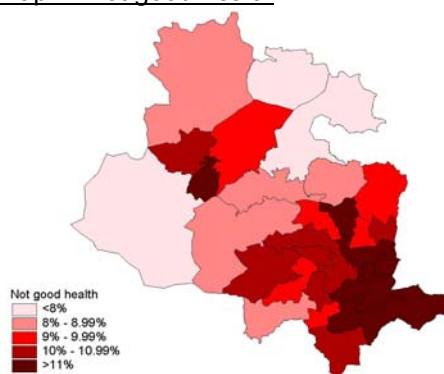 Not good health
<8%
8% - 8.99%
9% - 9.99%
10% - 10.99%
>11%